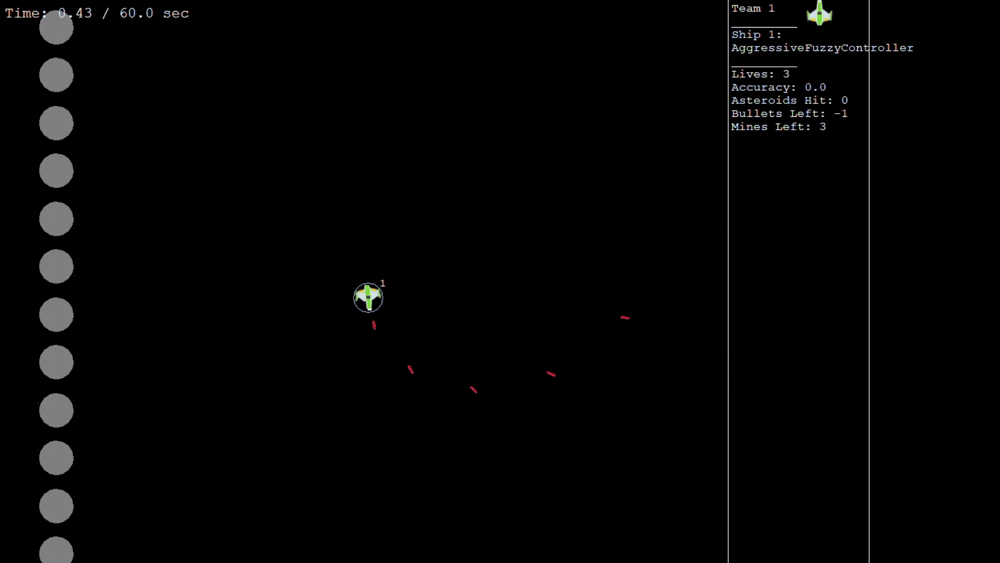 Time: 0.43 / 60.0 sec
1
Team 1
Ship 1:
AggressiveFuzzyController
Lives: 3
Accuracy: 0.0
Asteroids Hit: 0
Bullets Left: -1
Mines Left: 3